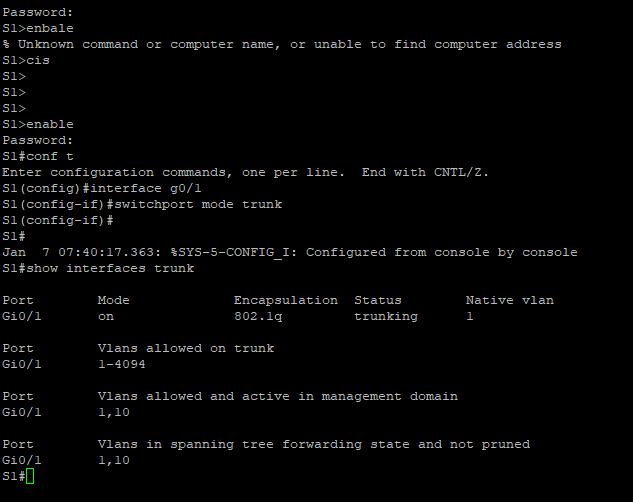 Password:
S1>enbale
% Unknown command or computer name, or unable to find computer address
S1>cis
S1>
S1>
S1>
S1>enable
Password:
S1#conf t
Enter configuration commands, one per line.  End with CNTL/Z.
S1(config)#interface g0/1
S1(config-if)#switchport mode trunk
S1(config-if)#
S1#
Jan  7 07:40:17.363: %SYS-5-CONFIG_I: Configured from console by console
S1#show interfaces trunk
Port        Mode             Encapsulation  Status        Native vlan
Gi0/1       on               802.1q         trunking      1
Port        Vlans allowed on trunk
Gi0/1       1-4094
Port        Vlans allowed and active in management domain
Gi0/1       1,10
Port        Vlans in spanning tree forwarding state and not pruned
Gi0/1       1,10
S1#